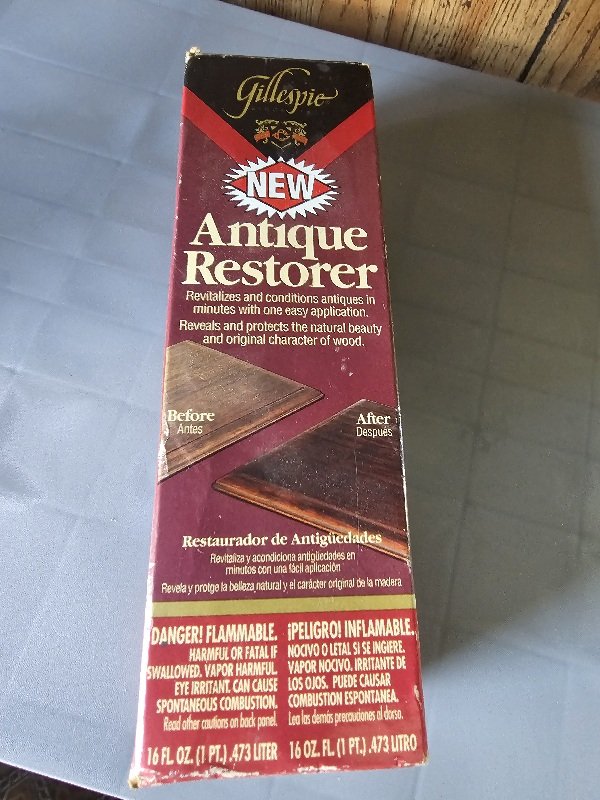 Gillespie
NEW
Antique
Restorer
Revitalizes and conditions antiques in
minutes with one easy application.
Reveals and protects the natural beauty
and original character of wood.
Before
Antes
After
Después
Restaurador de Antigüedades
Revitaliza y acondiciona antigüedades en
minutos con una fácil aplicación
Revela y protge la belleza natural y el carácter original de la madera
DANGER! FLAMMABLE.
HARMFUL OR FATAL IF
SWALLOWED. VAPOR HARMFUL.
EYE IRRITANT. CAN CAUSE
SPONTANEOUS COMBUSTION.
Read other cautions on back panel.
16 FL. OZ. (1 PT.) .473 LITER
¡PELIGRO! INFLAMABLE.
NOCIVO O LETAL SI SE INGIERE.
VAPOR NOCIVO. IRRITANTE DE
LOS OJOS. PUEDE CAUSAR
COMBUSTION ESPONTANEA.
Lea las demás precauciones al dorso.
16 OZ. FL. (1 PT.) .473 LITRO